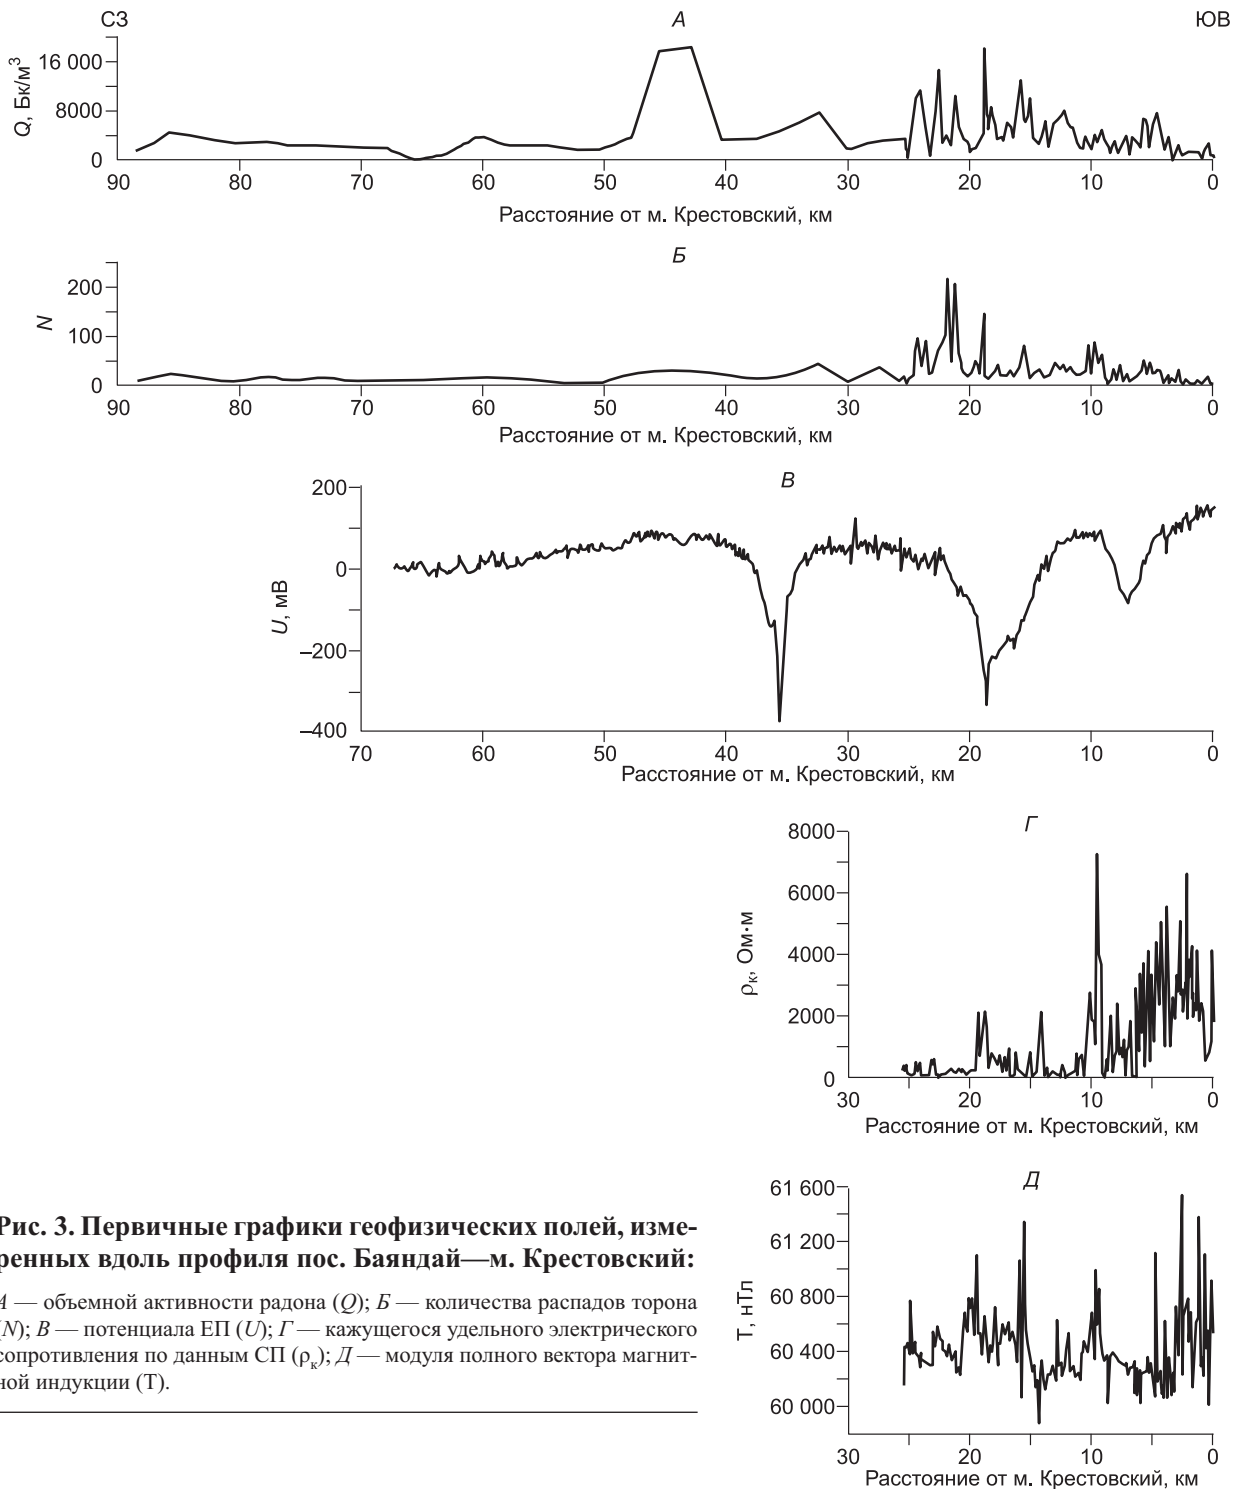 СЗ А ЮВ
Q, Бк/м³
16 000
8000
0
90 80 70 60 50 40 30 20 10 0
Расстояние от м. Крестовский, км
Б
N
200
100
0
90 80 70 60 50 40 30 20 10 0
Расстояние от м. Крестовский, км
В
U, мВ
200
0
–200
–400
70 60 50 40 30 20 10 0
Расстояние от м. Крестовский, км
Г
ρк, Ом·м
8000
6000
4000
2000
0
30 20 10 0
Расстояние от м. Крестовский, км
Д
Т, нТл
61 600
61 200
60 800
60 400
60 000
30 20 10 0
Расстояние от м. Крестовский, км
Рис. 3. Первичные графики геофизических полей, изме-
ренных вдоль профиля пос. Баяндай—м. Крестовский:
А — объемной активности радона (Q); Б — количества распадов торона
(N); В — потенциала ЕП (U); Г — кажущегося удельного электрического
сопротивления по данным СП (ρк); Д — модуля полного вектора магнит-
ной индукции (Т).